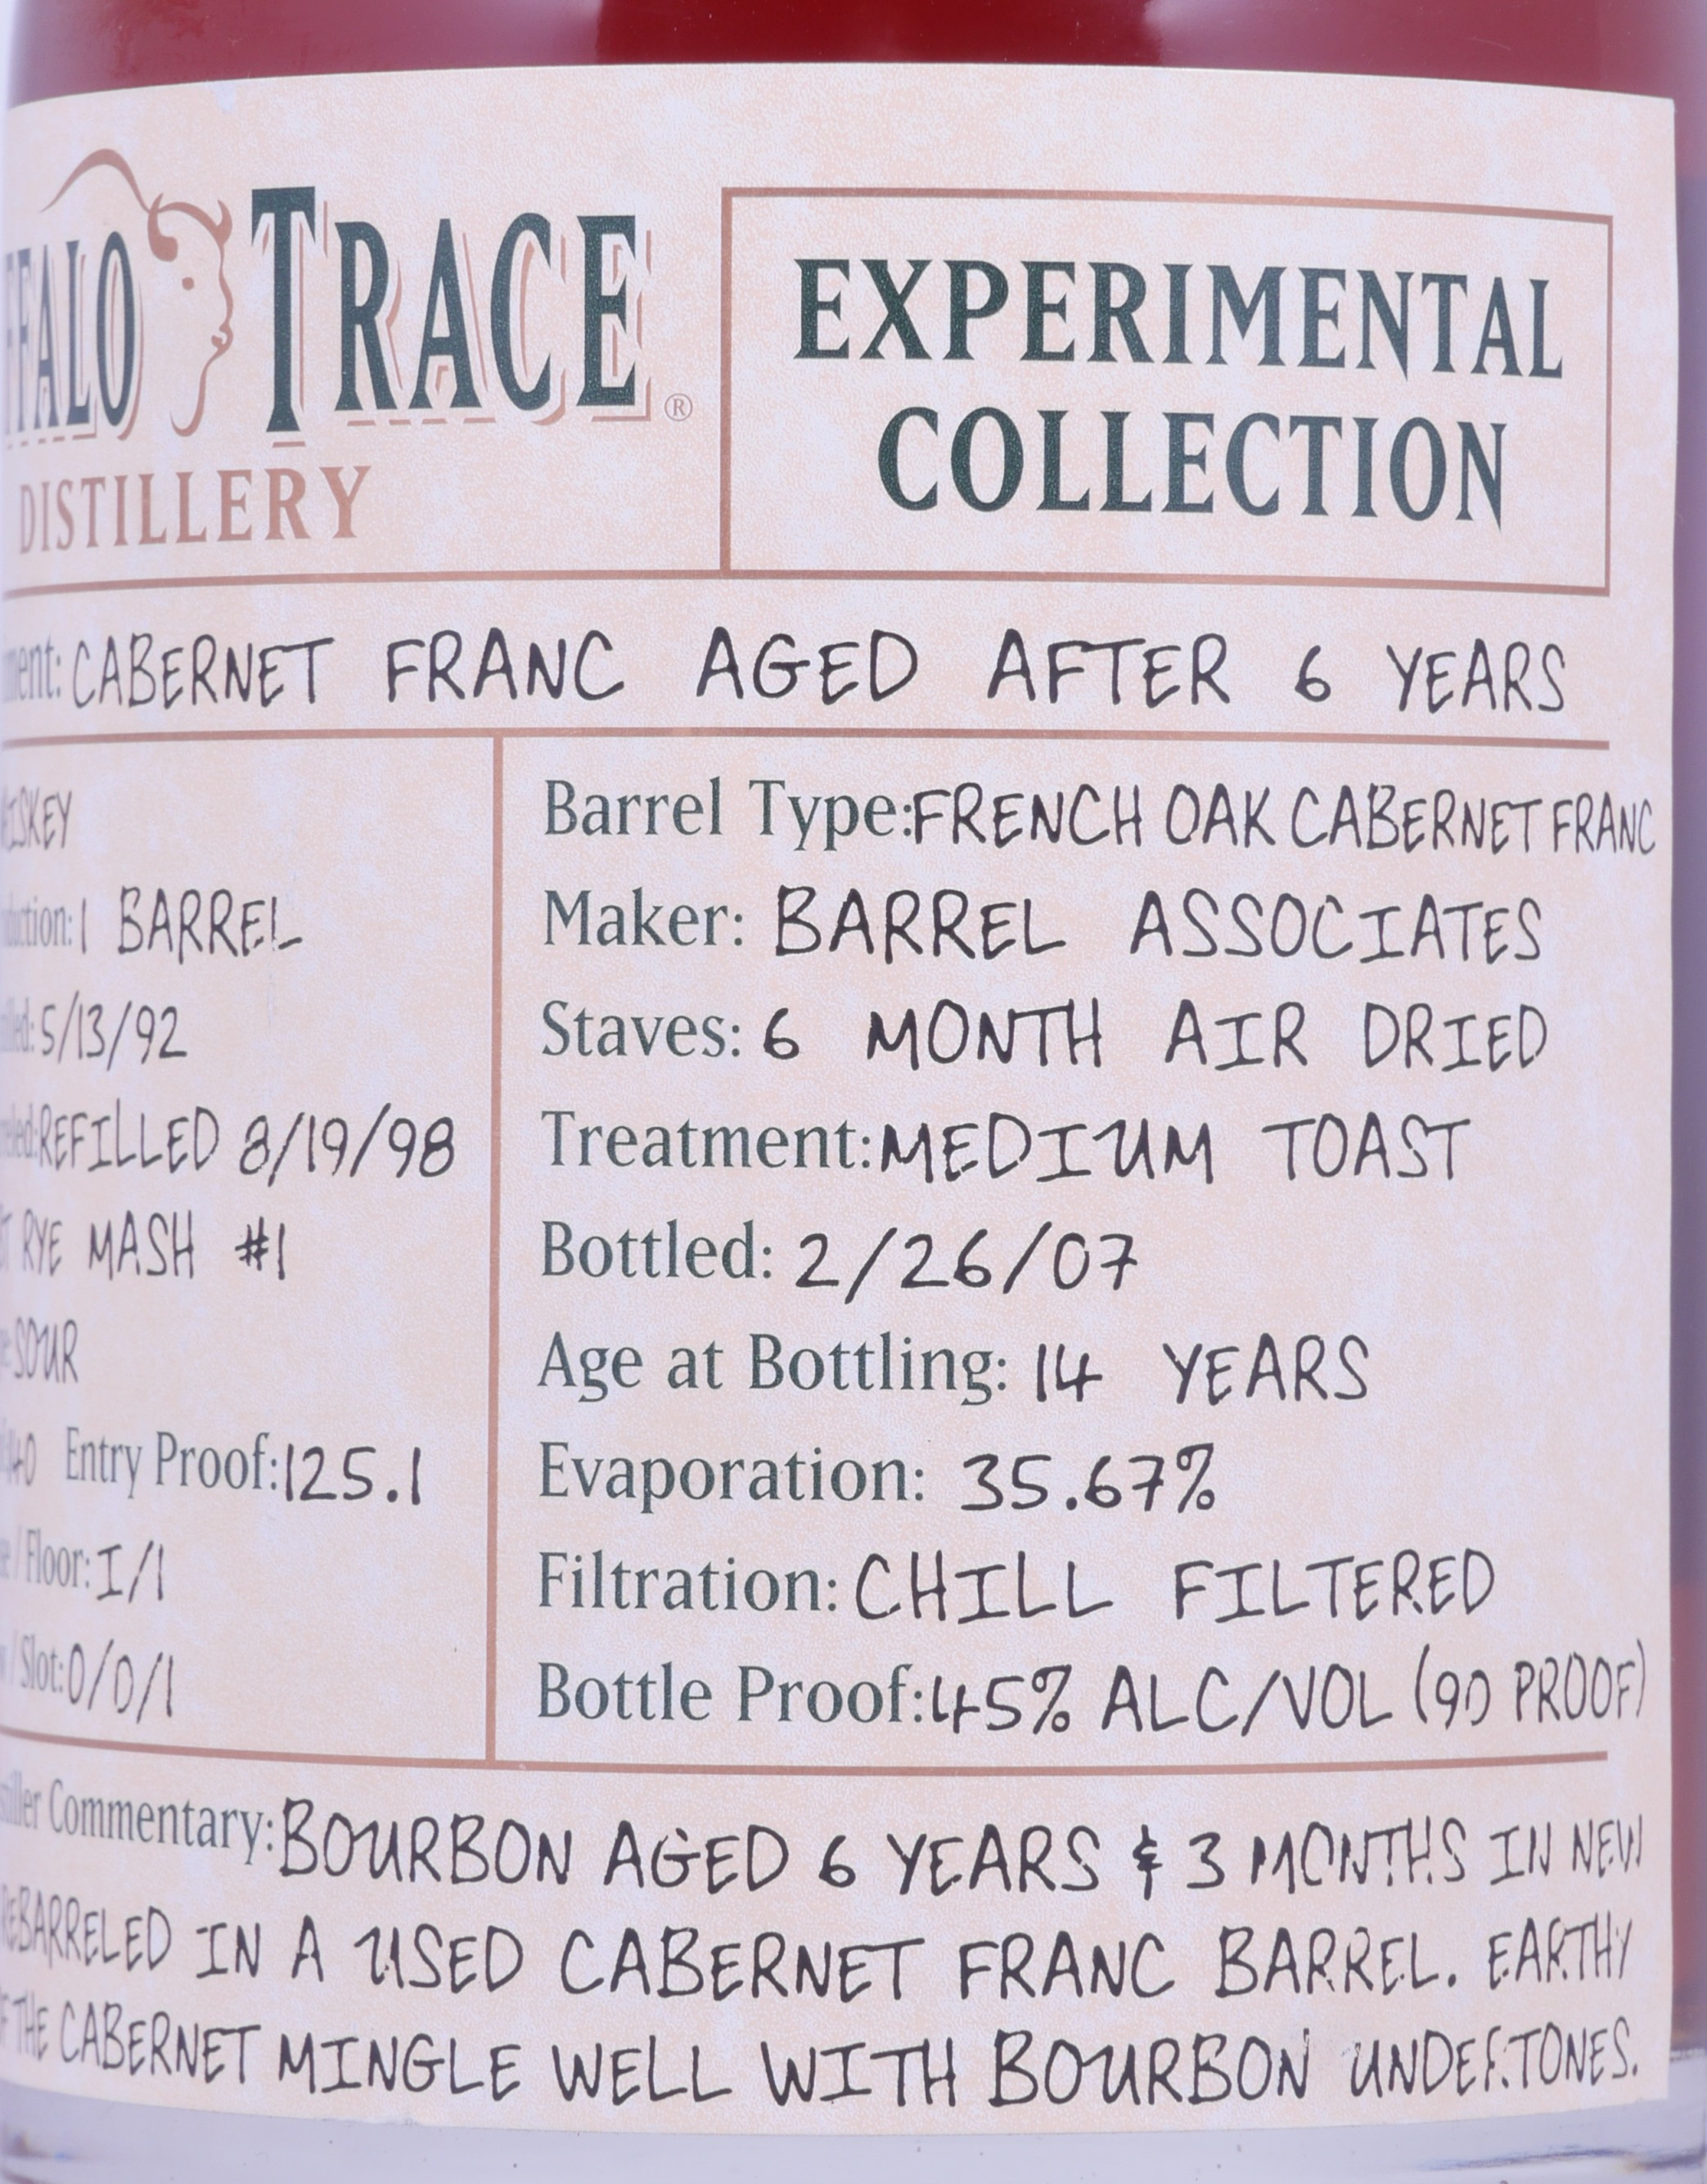 TRACE®
DISTILLERY
EXPERIMENTAL
COLLECTION
CABERNET FRANC AGED AFTER 6 YEARS
1 BARREL
5/13/92
REFILLED 8/19/98
RYE MASH #1
SOUR
Entry Proof: 125.1
Floor: I/1
Slot: 0/0/1
Barrel Type: FRENCH OAK CABERNET FRANC
Maker: BARREL ASSOCIATES
Staves: 6 MONTH AIR DRIED
Treatment: MEDIUM TOAST
Bottled: 2/26/07
Age at Bottling: 14 YEARS
Evaporation: 35.67%
Filtration: CHILL FILTERED
Bottle Proof: 45% ALC/VOL (90 PROOF)
Commentary: BOURBON AGED 6 YEARS & 3 MONTHS IN NEW
IN A USED CABERNET FRANC BARREL. EARTHY
THE CABERNET MINGLE WELL WITH BOURBON UNDERTONES.